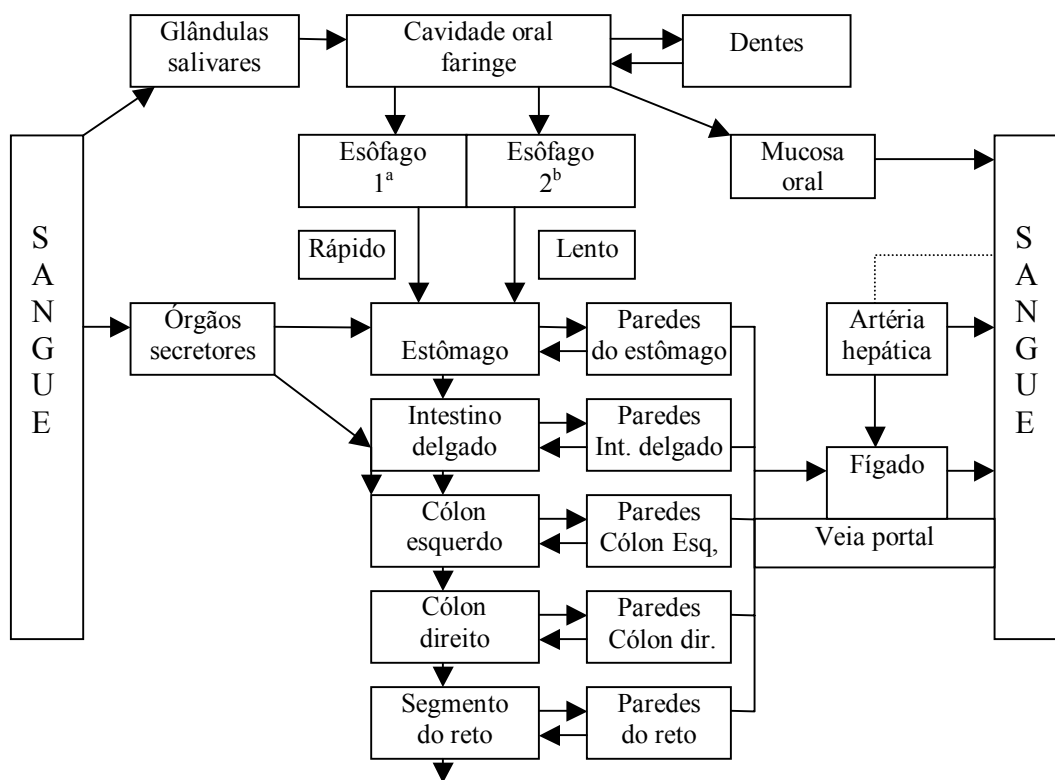 Glândulas
salivares
Cavidade oral
faringe
Dentes
Esôfago
1ª
Esôfago
2ᵇ
Mucosa
oral
S
A
N
G
U
E
Rápido
Lento
S
A
N
G
U
E
Órgãos
secretores
Estômago
Paredes
do estômago
Artéria
hepática
Intestino
delgado
Paredes
Int. delgado
Fígado
Cólon
esquerdo
Paredes
Cólon Esq,
Veia portal
Cólon
direito
Paredes
Cólon dir.
Segmento
do reto
Paredes
do reto